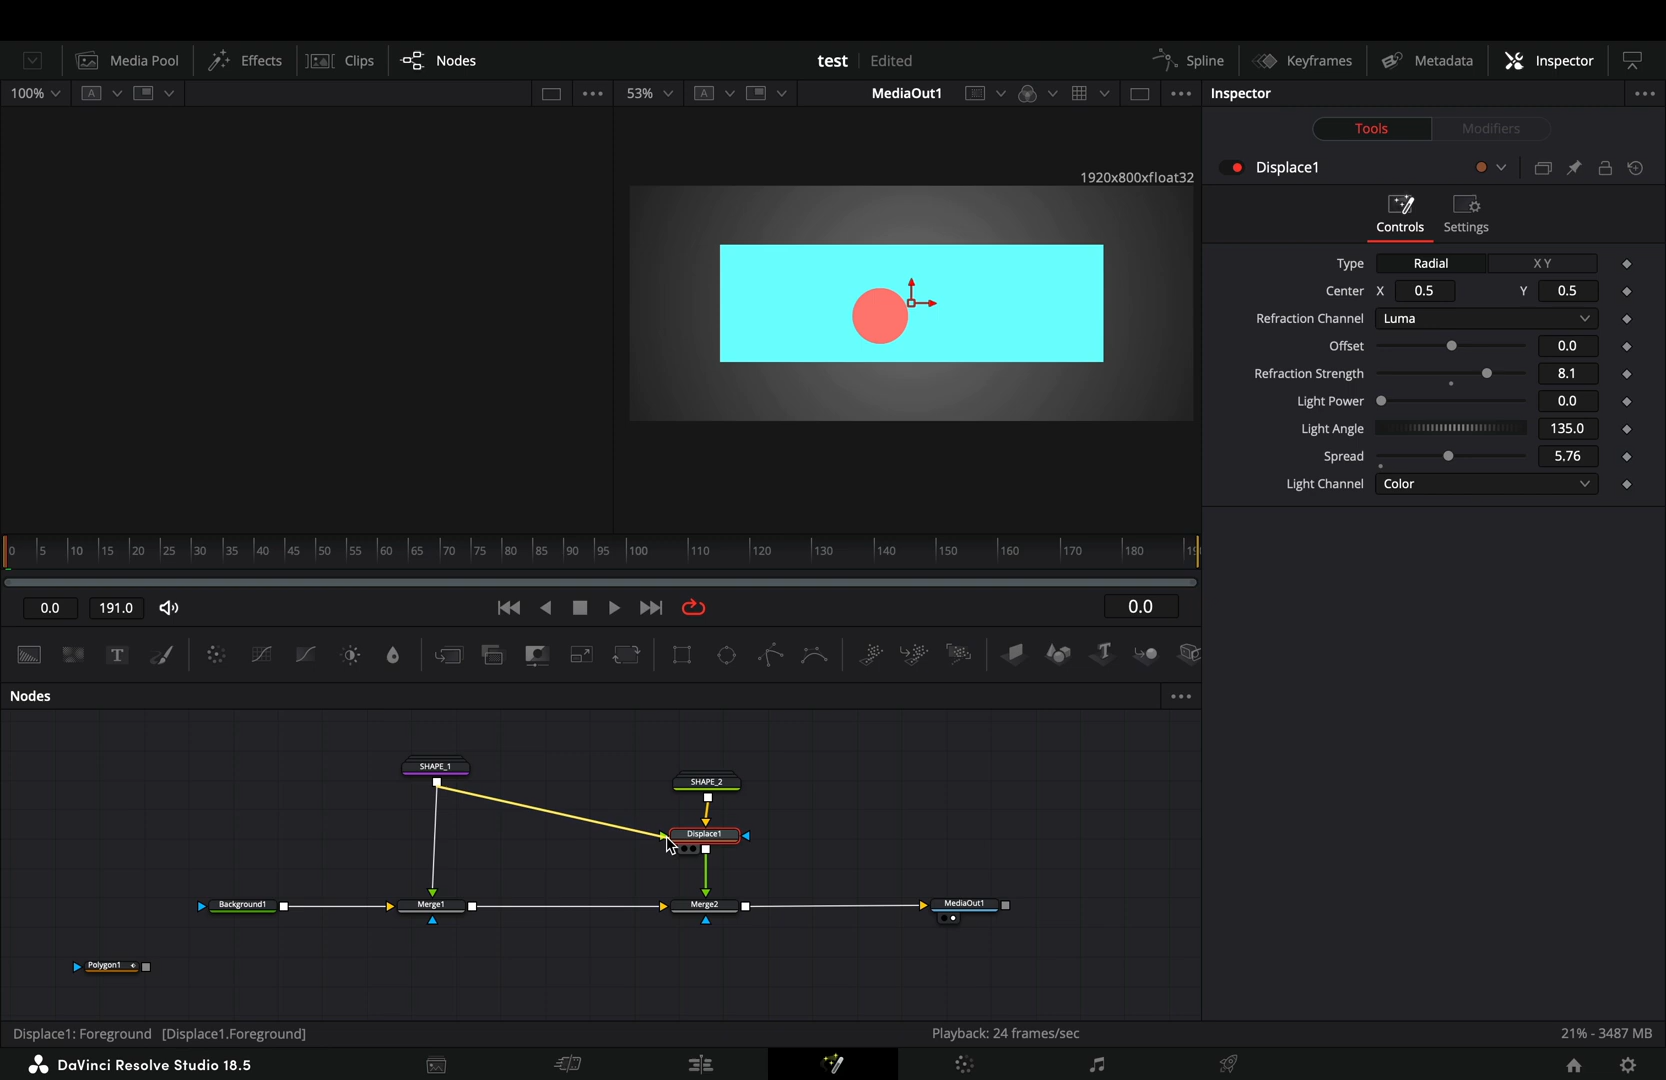 Media Pool
Effects
Clips
Nodes
test
Edited
Spline
Keyframes
Metadata
Inspector
100%
A
53%
A
MediaOut1
Inspector
1920x800xfloat32
Tools
Modifiers
Displace1
Controls
Settings
Type Radial X Y
Center X 0.5 Y 0.5
Refraction Channel Luma
Offset 0.0
Refraction Strength 8.1
Light Power 0.0
Light Angle 135.0
Spread 5.76
Light Channel Color
0 5 10 15 20 25 30 35 40 45 50 55 60 65 70 75 80 85 90 95 100 110 120 130 140 150 160 170 180
0.0
191.0
0.0
T
T
Nodes
SHAPE_1
SHAPE_2
Displace1
Background1
Merge1
Merge2
MediaOut1
Polygon1
Displace1: Foreground [Displace1.Foreground]
Playback: 24 frames/sec
21% - 3487 MB
DaVinci Resolve Studio 18.5